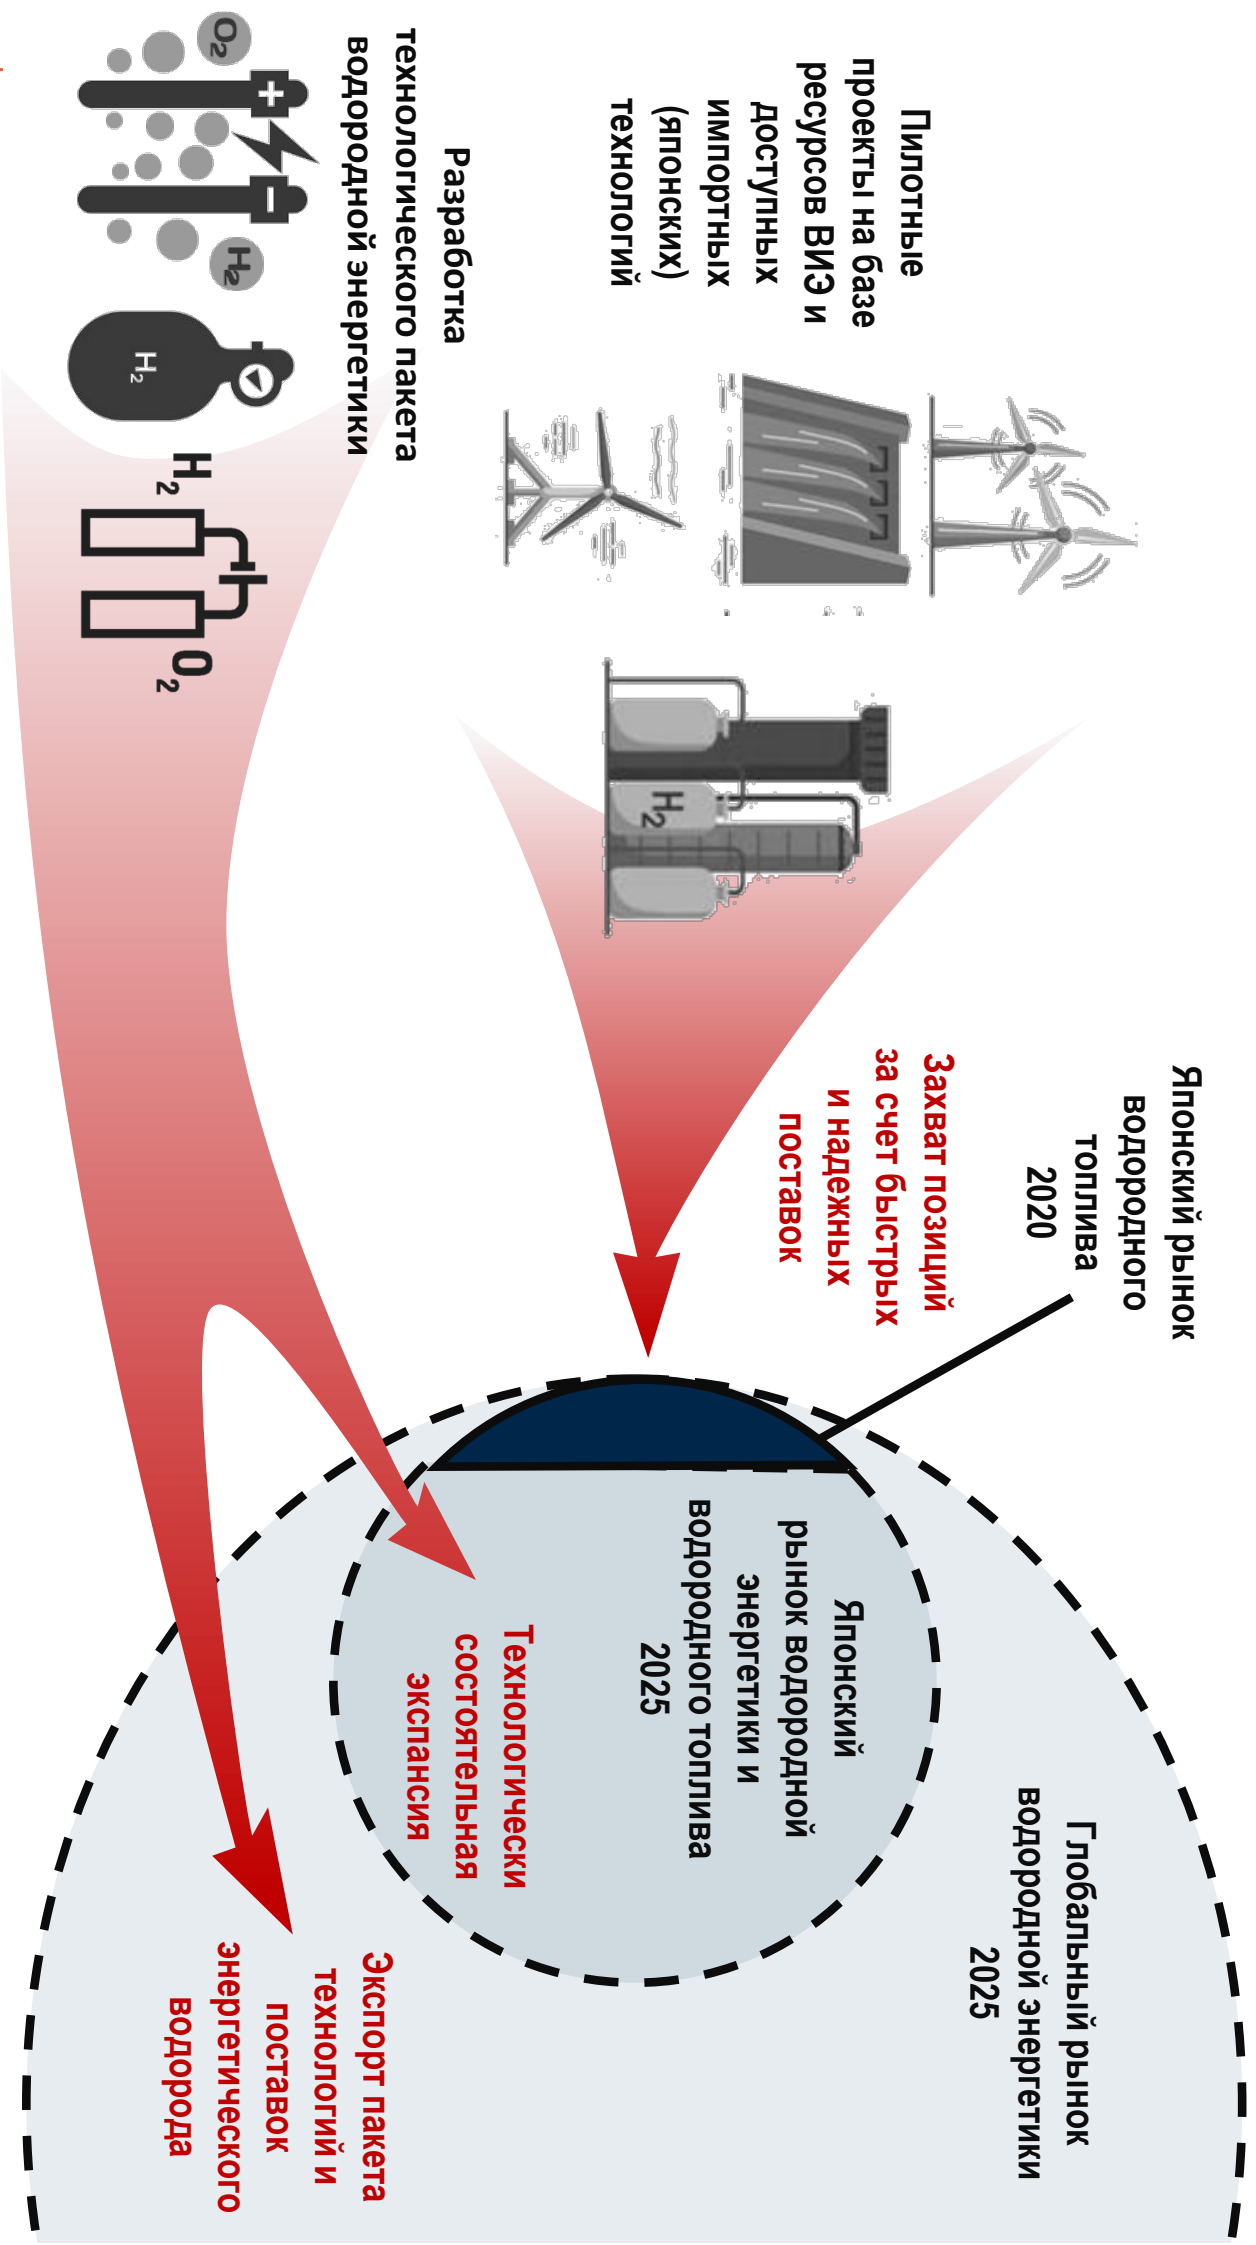 Японский рынок
водородного
топлива
2020
Пилотные
проекты на базе
ресурсов ВИЭ и
доступных
импортных
(японских)
технологий
H2
Захват позиций
за счет быстрых
и надежных
поставок
Глобальный рынок
водородной энергетики
2025
Японский
рынок водородной
энергетики и
водородного топлива
2025
Технологически
состоятельная
экспансия
Разработка
технологического пакета
водородной энергетики
O2
+
−
H2
H2
H2
O2
Экспорт пакета
технологий и
поставок
энергетического
водорода